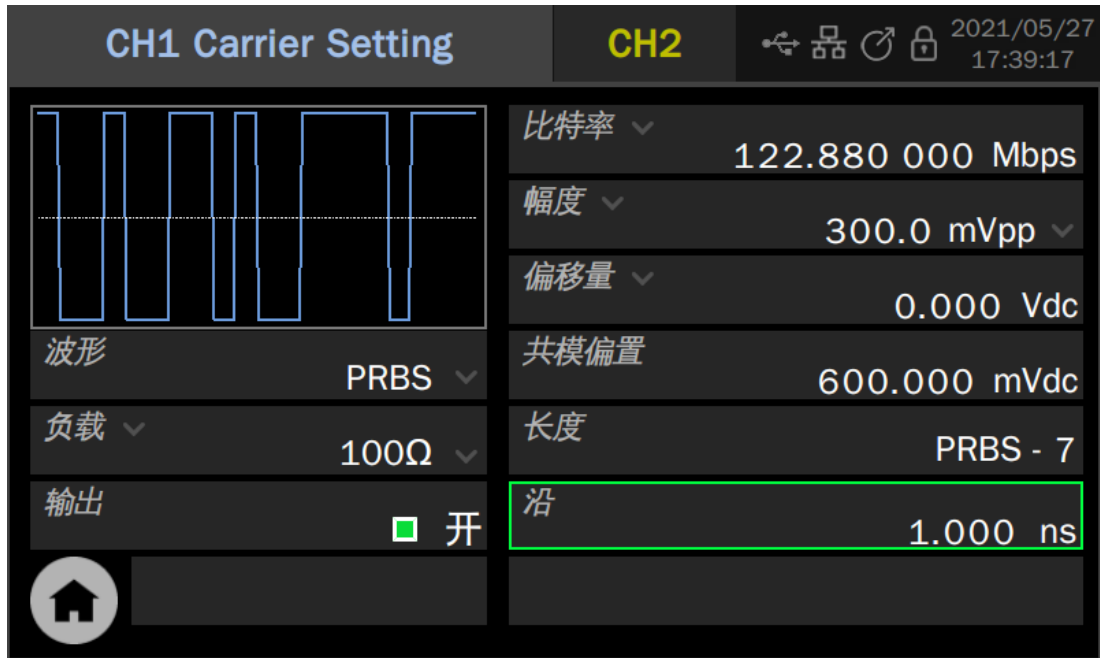 CH1 Carrier Setting
CH2
2021/05/27
17:39:17
比特率
122.880 000 Mbps
幅度
300.0 mVpp
偏移量
0.000 Vdc
波形
PRBS
共模偏置
600.000 mVdc
负载
100Ω
长度
PRBS - 7
输出
开
沿
1.000 ns